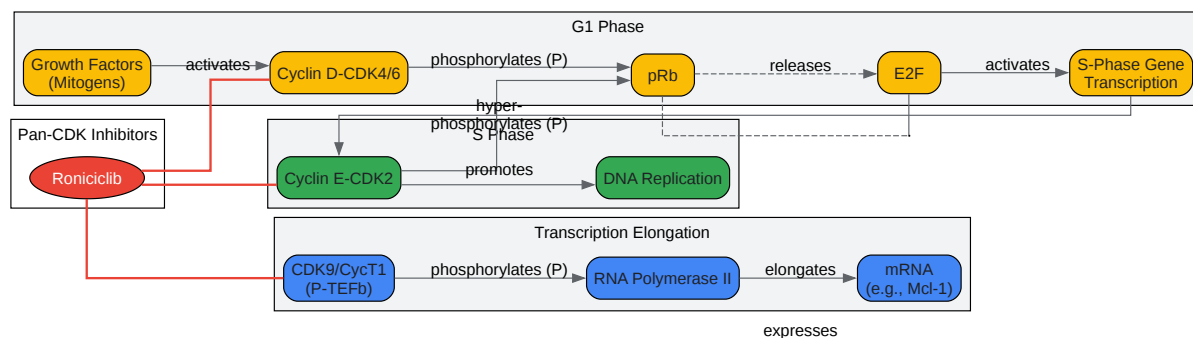 G1 Phase
Growth Factors
(Mitogens)
activates
Cyclin D-CDK4/6
phosphorylates (P)
pRb
releases
E2F
activates
S-Phase Gene
Transcription
hyper-
phosphorylates (P)
Pan-CDK Inhibitors
Roniciclib
S Phase
Cyclin E-CDK2
promotes
DNA Replication
Transcription Elongation
CDK9/CycT1
(P-TEFb)
phosphorylates (P)
RNA Polymerase II
elongates
mRNA
(e.g., Mcl-1)
expresses